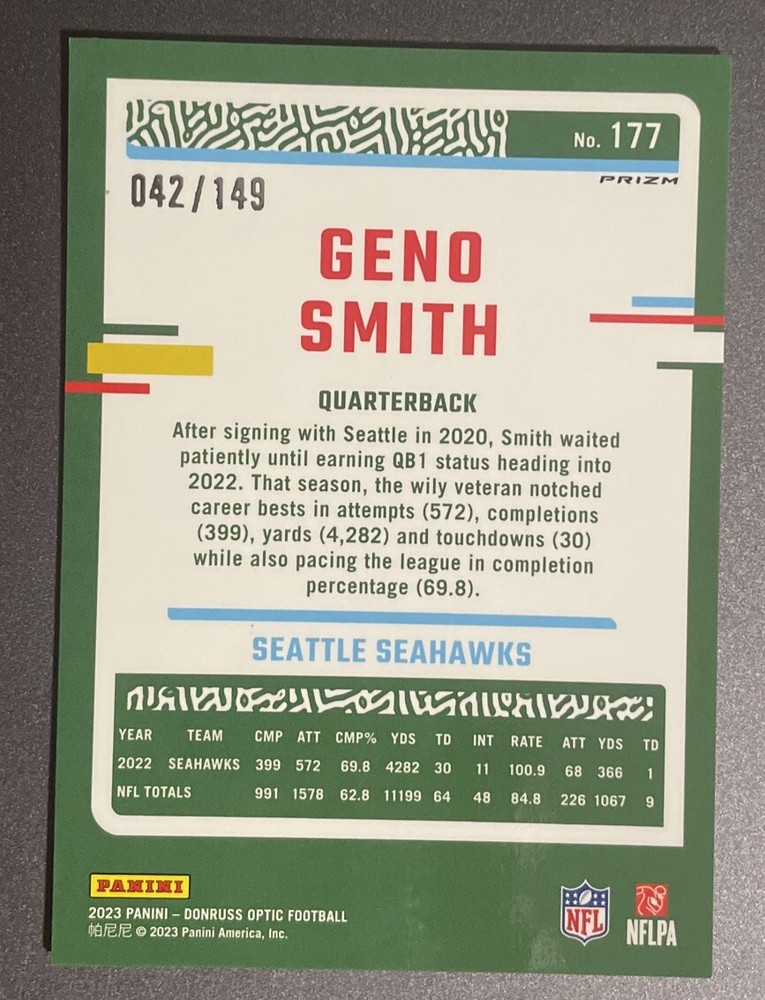 No. 177
PRIZM
042/149
GENO
SMITH
QUARTERBACK
After signing with Seattle in 2020, Smith waited
patiently until earning QB1 status heading into
2022. That season, the wily veteran notched
career bests in attempts (572), completions
(399), yards (4,282) and touchdowns (30)
while also pacing the league in completion
percentage (69.8).
SEATTLE SEAHAWKS
YEAR TEAM CMP ATT CMP% YDS TD INT RATE ATT YDS TD
2022 SEAHAWKS 399 572 69.8 4282 30 11 100.9 68 366 1
NFL TOTALS 991 1578 62.8 11199 64 48 84.8 226 1067 9
PANINI
2023 PANINI – DONRUSS OPTIC FOOTBALL
帕尼尼 © 2023 Panini America, Inc.
NFL
NFLPA